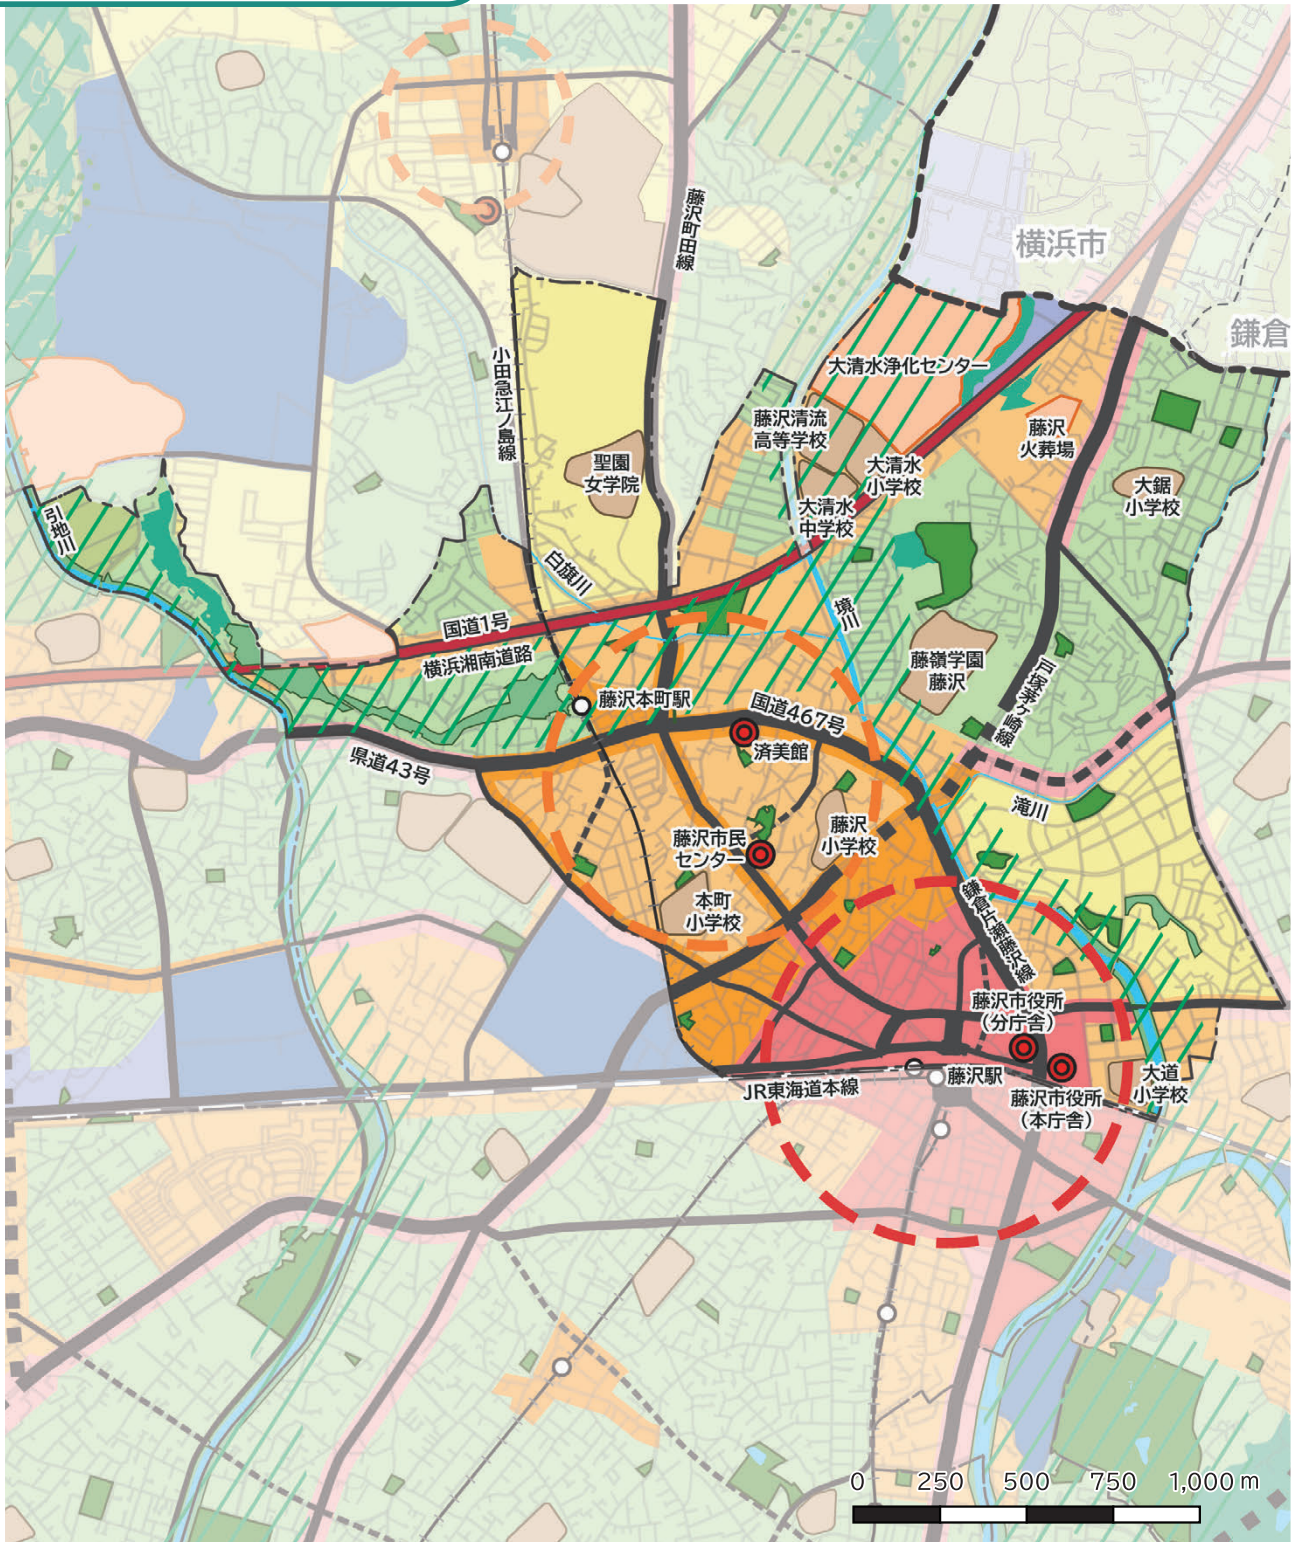 藤沢町田線
横浜市
鎌倉
小田急江ノ島線
大清水浄化センター
藤沢清流
高等学校
藤沢
火葬場
聖園
女学院
大清水
小学校
大鋸
小学校
大清水
中学校
引地川
白旗川
境川
国道1号
横浜湘南道路
藤嶺学園
藤沢
戸塚茅ケ崎線
藤沢本町駅
国道467号
済美館
県道43号
滝川
藤沢
小学校
藤沢市民
センター
本町
小学校
鎌倉片瀬藤沢線
藤沢市役所
（分庁舎）
藤沢駅
JR東海道本線
大道
小学校
藤沢市役所
（本庁舎）
0 250 500 750 1,000 m